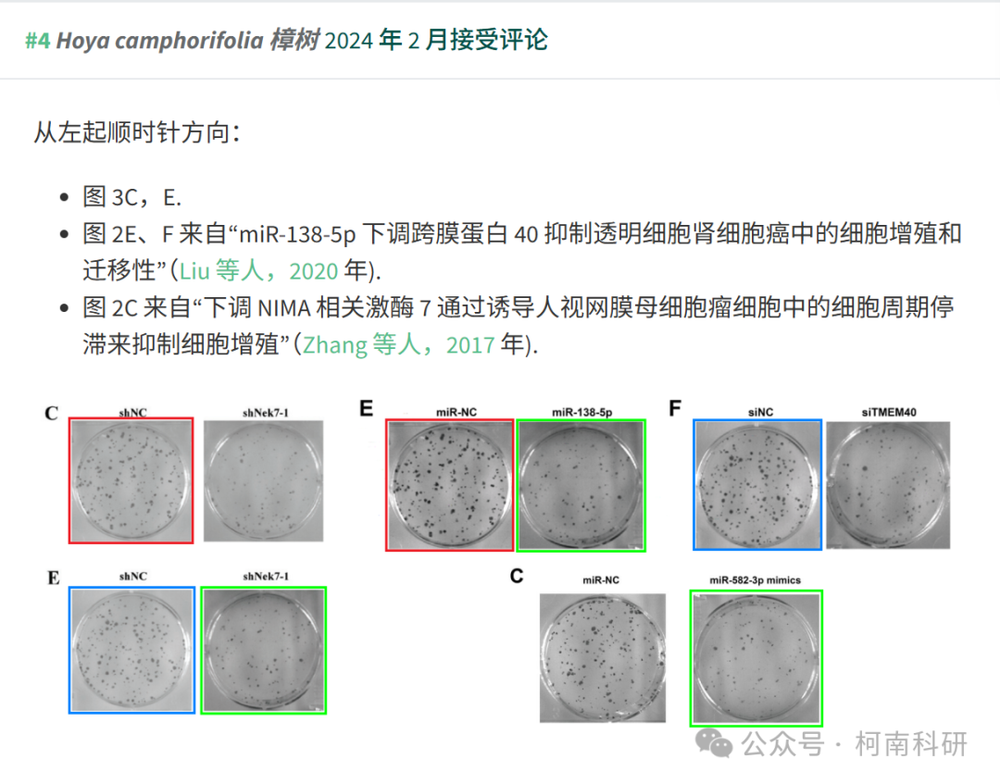 #4 Hoya camphorifolia 樟树 2024 年 2 月接受评论
从左起顺时针方向：
• 图 3C，E.
• 图 2E、F 来自“miR-138-5p 下调跨膜蛋白 40 抑制透明细胞肾细胞癌中的细胞增殖和
迁移性”（Liu 等人，2020 年).
• 图 2C 来自“下调 NIMA 相关激酶 7 通过诱导人视网膜母细胞瘤细胞中的细胞周期停
滞来抑制细胞增殖”（Zhang 等人，2017 年).
C shNC shNek7-1
E miR-NC miR-138-5p
F siNC siTMEM40
E shNC shNek7-1
C miR-NC miR-582-3p mimics
公众号 · 柯南科研